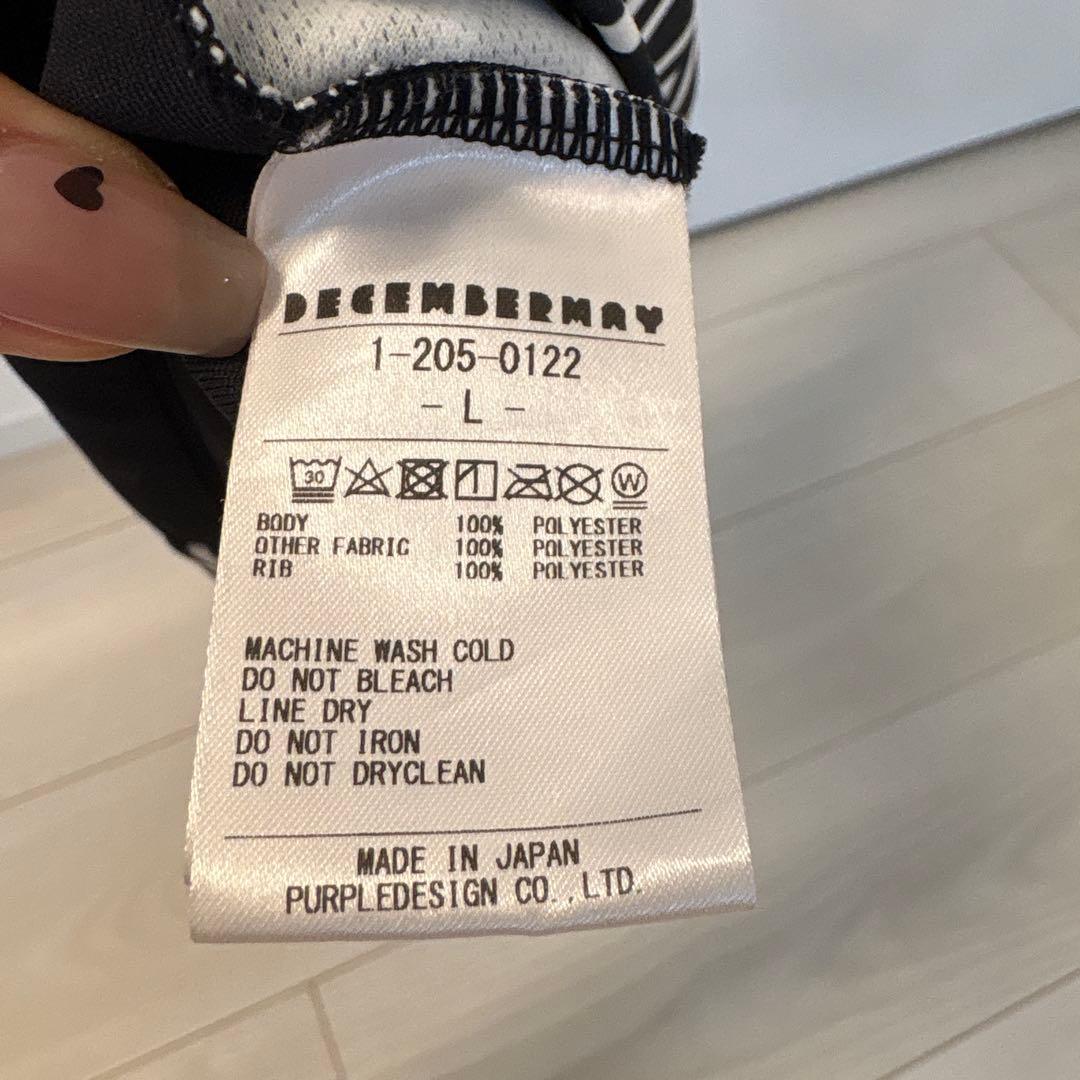 DECEMBERMAY
1-205-0122
- L -
30 W
BODY 100% POLYESTER
OTHER FABRIC 100% POLYESTER
RIB 100% POLYESTER
MACHINE WASH COLD
DO NOT BLEACH
LINE DRY
DO NOT IRON
DO NOT DRYCLEAN
MADE IN JAPAN
PURPLEDESIGN CO.,LTD.